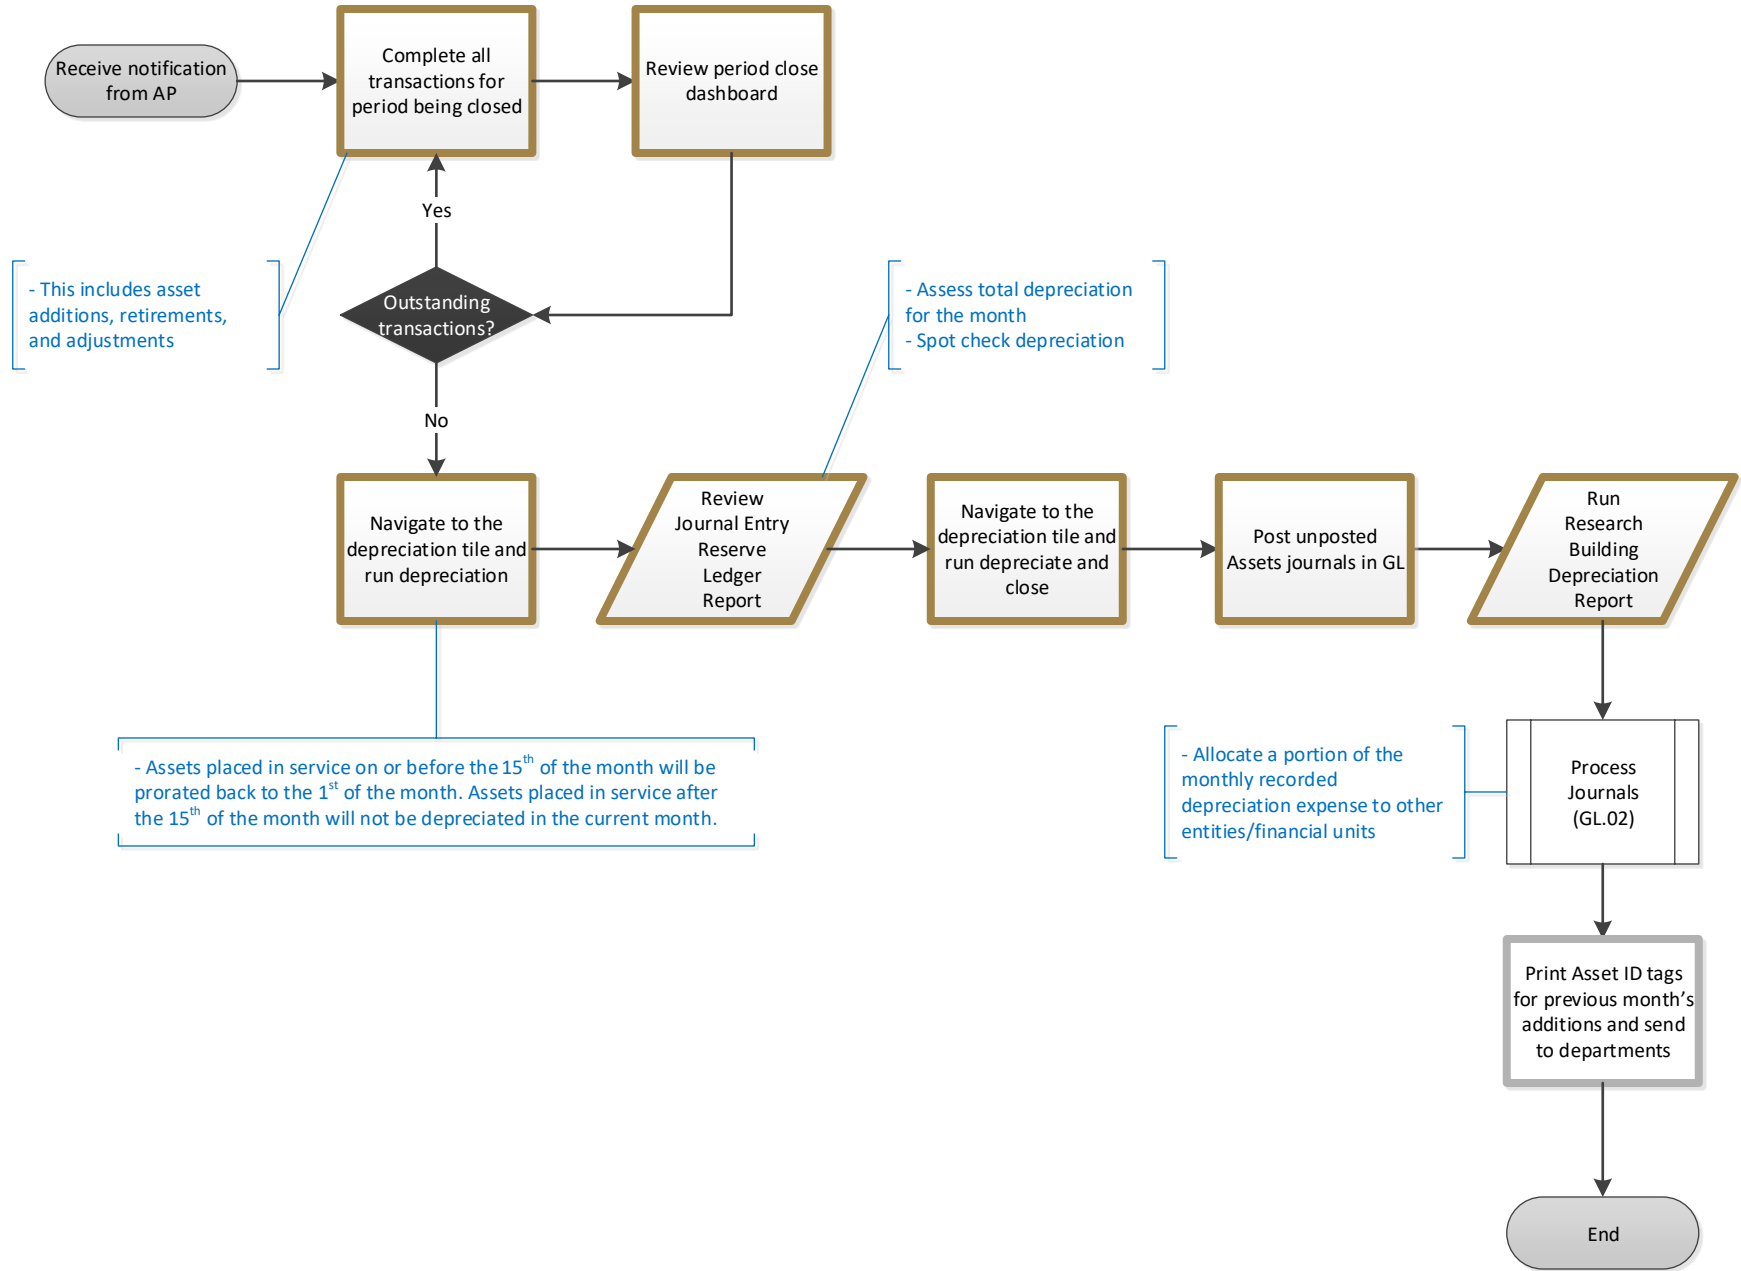 Receive notification
from AP
Complete all
transactions for
period being closed
Review period close
dashboard
Yes
- This includes asset
additions, retirements,
and adjustments
Outstanding
transactions?
- Assess total depreciation
for the month
- Spot check depreciation
No
Navigate to the
depreciation tile and
run depreciation
Review
Journal Entry
Reserve
Ledger
Report
Navigate to the
depreciation tile and
run depreciate and
close
Post unposted
Assets journals in GL
Run
Research
Building
Depreciation
Report
- Assets placed in service on or before the 15th of the month will be
prorated back to the 1st of the month. Assets placed in service after
the 15th of the month will not be depreciated in the current month.
- Allocate a portion of the
monthly recorded
depreciation expense to other
entities/financial units
Process
Journals
(GL.02)
Print Asset ID tags
for previous month’s
additions and send
to departments
End